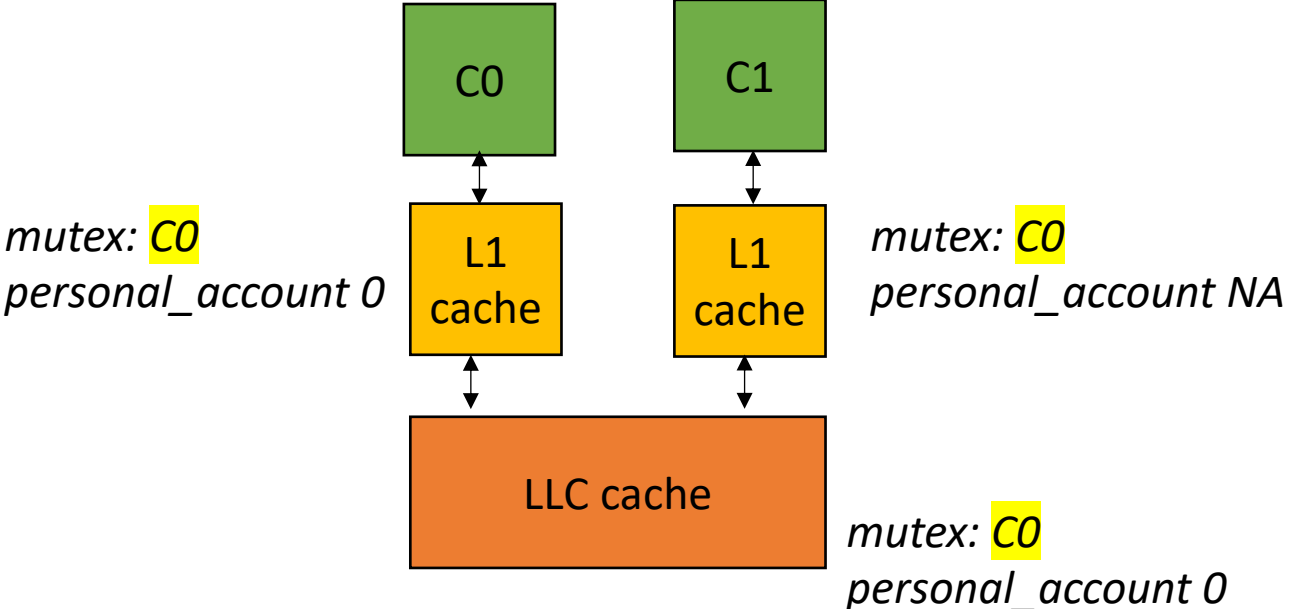 C0
C1
mutex: C0
personal_account 0
L1
cache
L1
cache
mutex: C0
personal_account NA
LLC cache
mutex: C0
personal_account 0